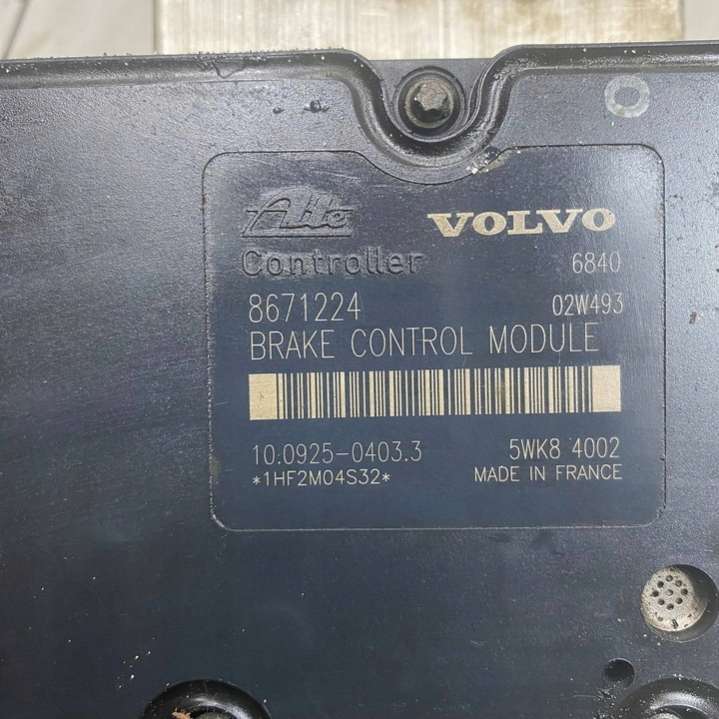 Ate VOLVO
Controller 6840
8671224 02W493
BRAKE CONTROL MODULE
10.0925-0403.3 5WK8 4002
*1HF2M04S32* MADE IN FRANCE